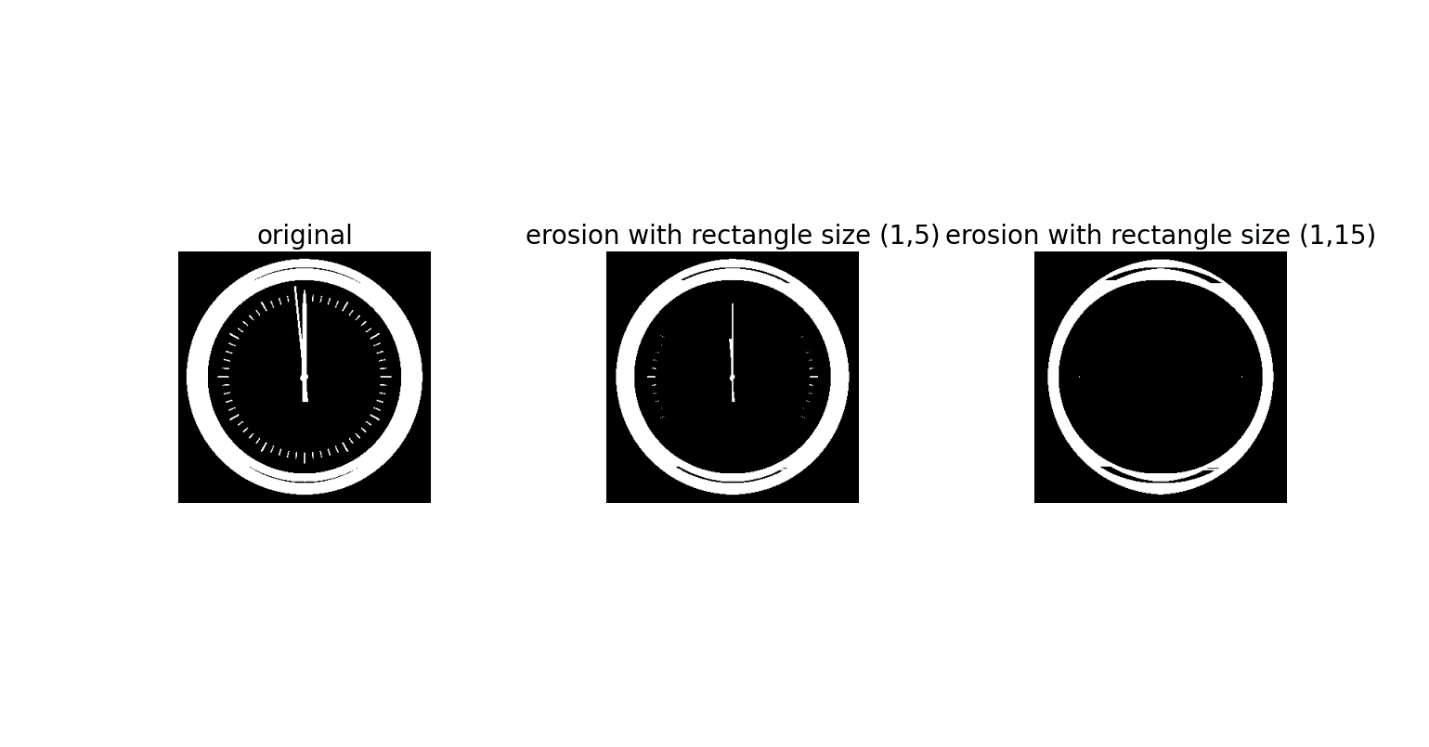 original
erosion with rectangle size (1,5)
erosion with rectangle size (1,15)